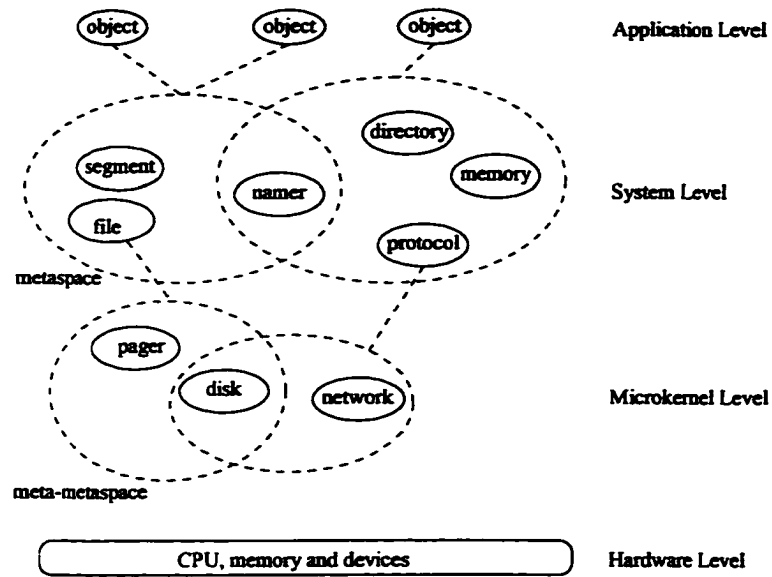 object object object Application Level
directory
segment memory
namer System Level
file
protocol
metaspace
pager
disk network Microkernel Level
meta-metaspace
CPU, memory and devices Hardware Level